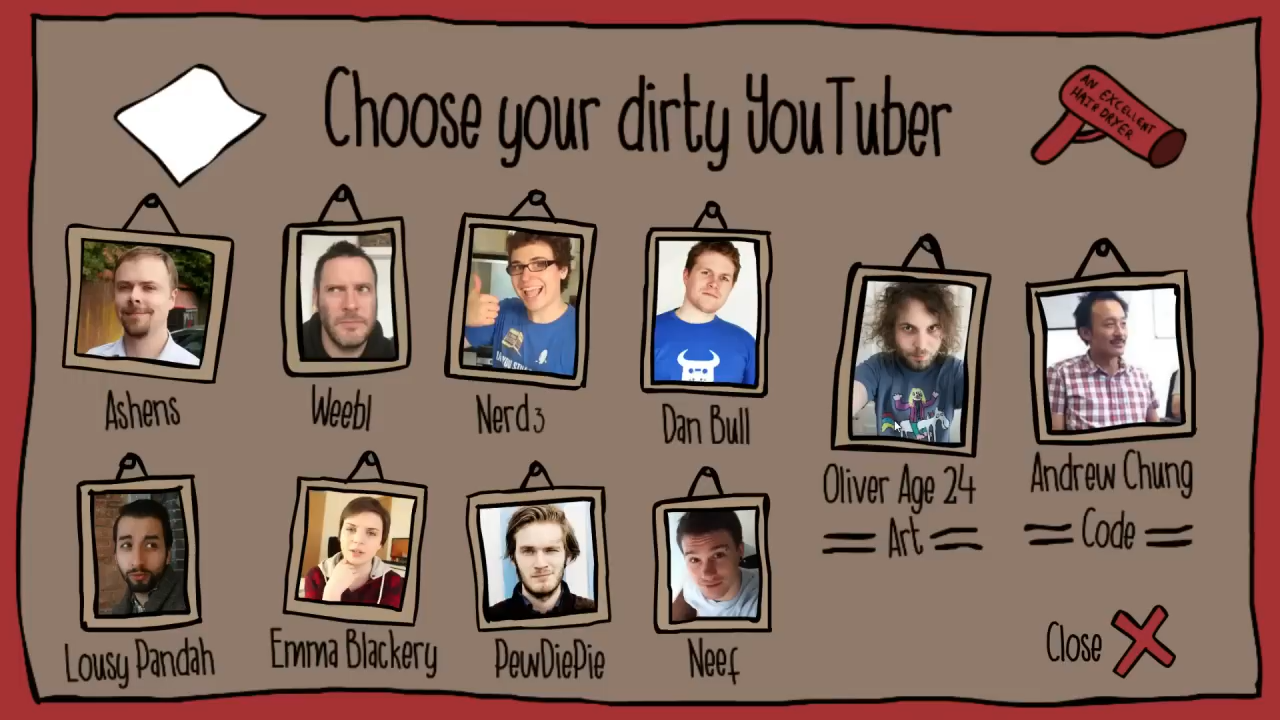 Choose your dirty YouTuber
AN EXCELLENT
HAIR DRYER
Ashens
Weebl
Nerd3
Dan Bull
Oliver Age 24
Art
Andrew Chung
Code
Lousy Pandah
Emma Blackery
PewDiePie
Neef
Close